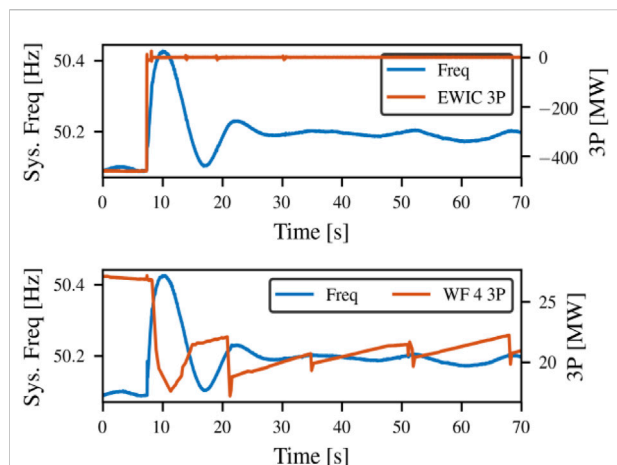 50.4
50.2
Sys. Freq [Hz]
0
−200
−400
3P [MW]
Freq
EWIC 3P
0 10 20 30 40 50 60 70
Time [s]
50.4
50.2
Sys. Freq [Hz]
25
20
3P [MW]
Freq WF 4 3P
0 10 20 30 40 50 60 70
Time [s]